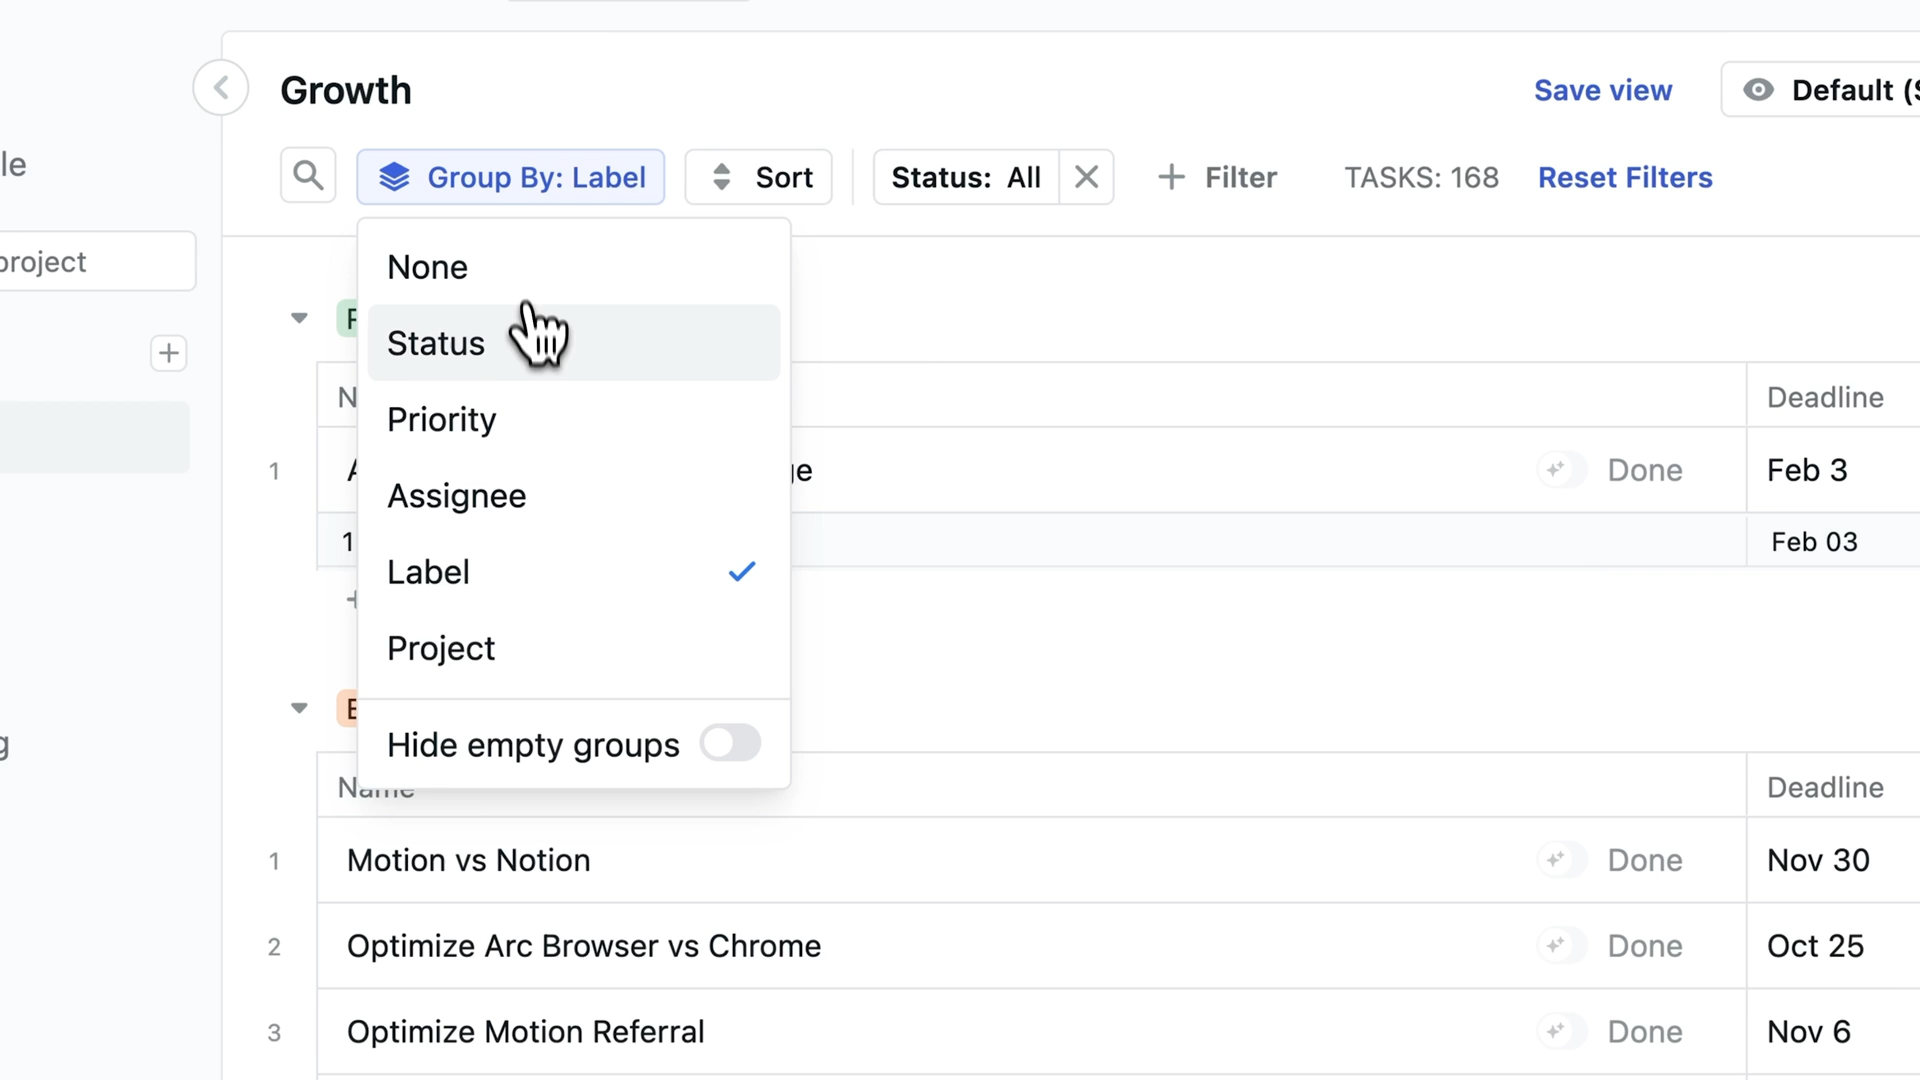 Growth
Save view
Default (S
le
Group By: Label
Sort
Status: All
Filter
TASKS: 168
Reset Filters
project
None
Status
Priority
Assignee
Label
Project
Hide empty groups
Deadline
1
ge
Done
Feb 3
1
Feb 03
g
Name
Deadline
1
Motion vs Notion
Done
Nov 30
2
Optimize Arc Browser vs Chrome
Done
Oct 25
3
Optimize Motion Referral
Done
Nov 6